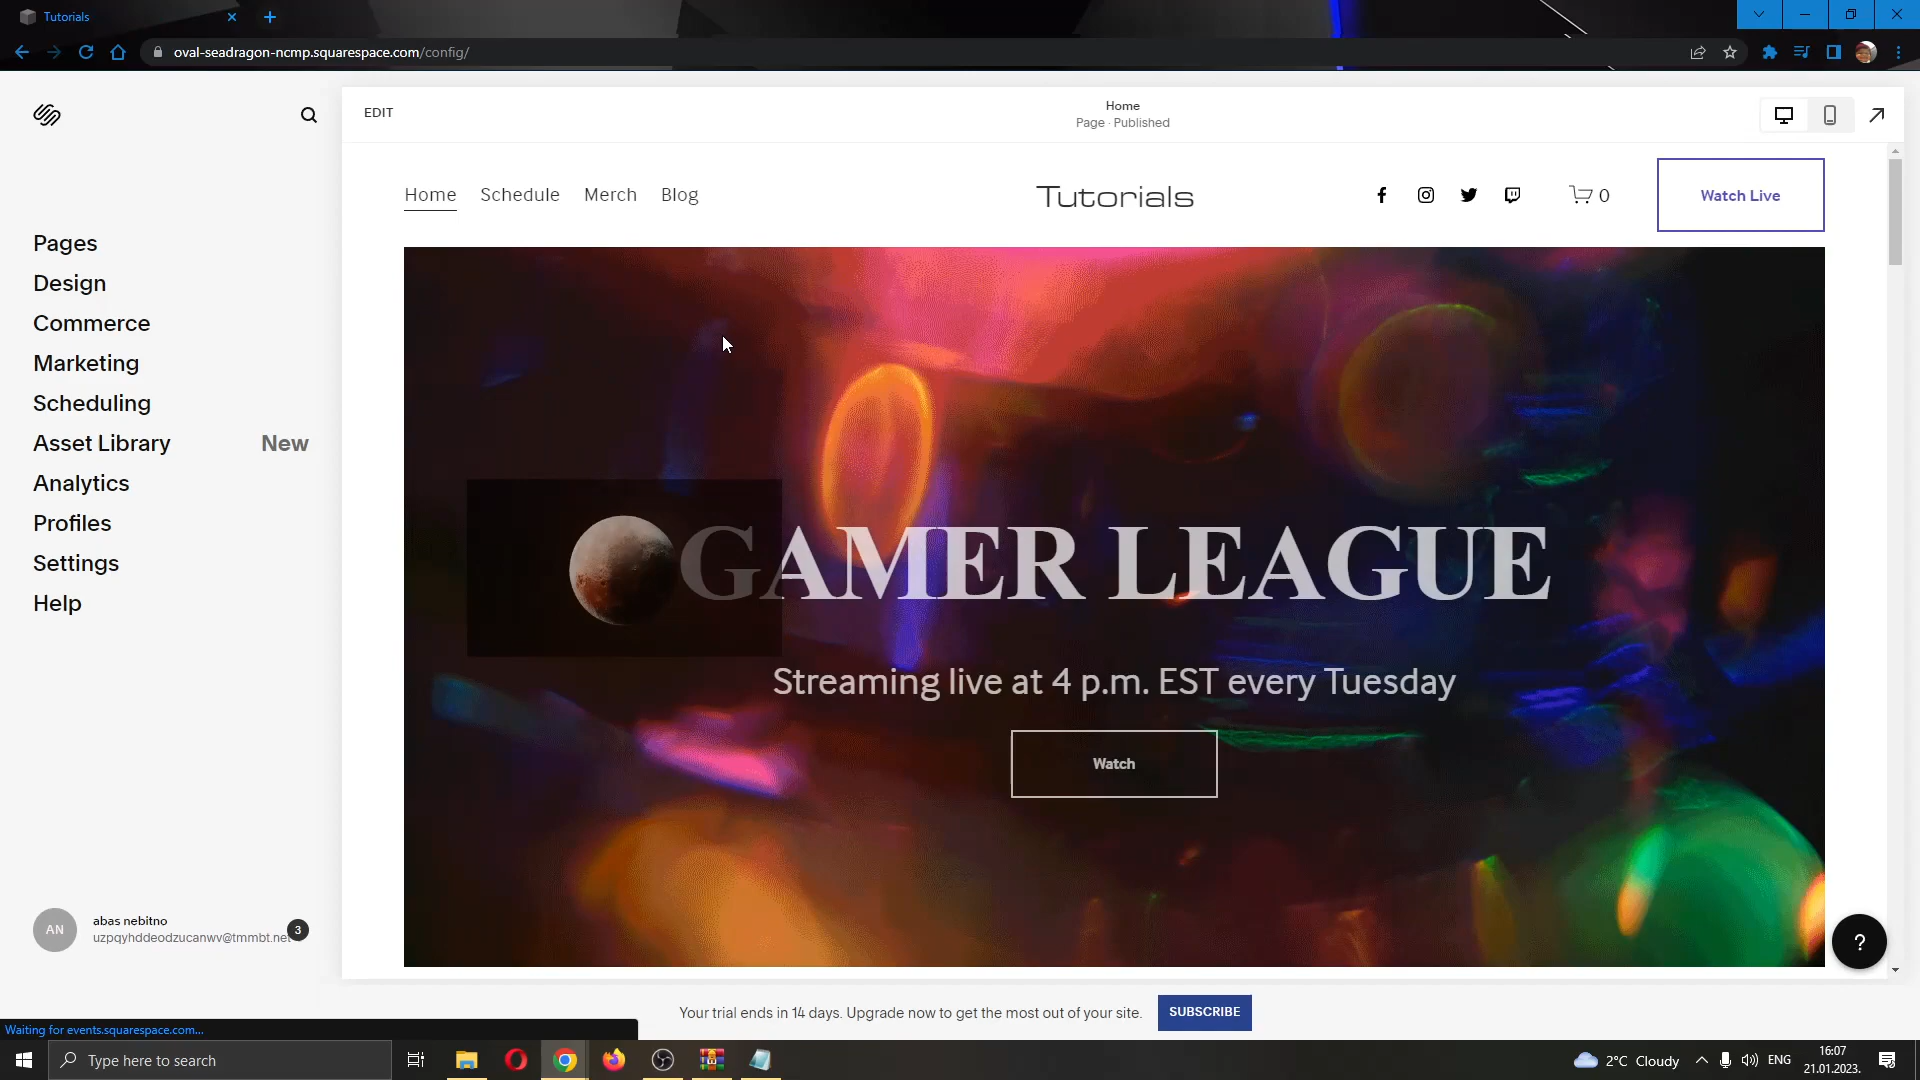 Tutorials
oval-seadragon-ncmp.squarespace.com/config/
EDIT
Home
Page · Published
Home Schedule Merch Blog
Tutorials
0
Watch Live
Pages
Design
Commerce
Marketing
Scheduling
Asset Library New
Analytics
Profiles
Settings
Help
GAMER LEAGUE
Streaming live at 4 p.m. EST every Tuesday
Watch
AN
abas nebitno
uzpqyhddeodzucanwv@tmmbt.net
3
?
Your trial ends in 14 days. Upgrade now to get the most out of your site. SUBSCRIBE
Waiting for events.squarespace.com...
Type here to search
2°C Cloudy
ENG
16:07
21.01.2023.